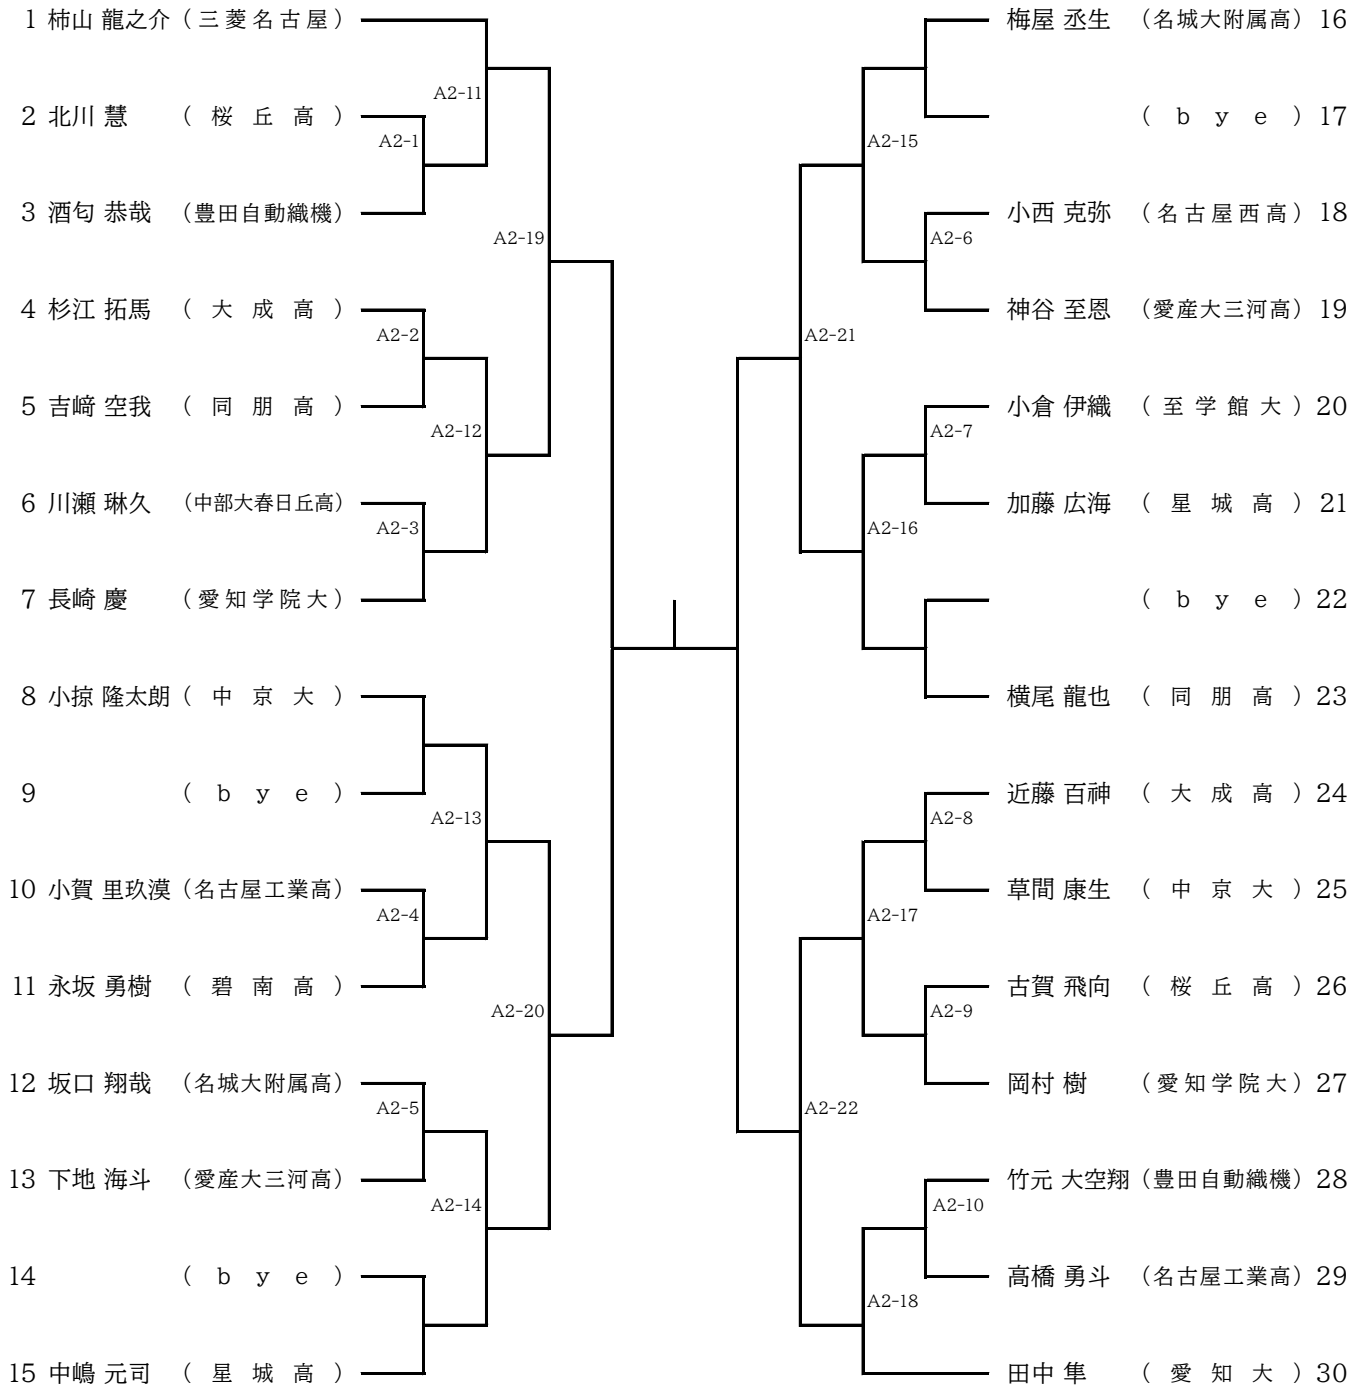 1 柿山 龍之介 （三菱名古屋）
A2-11
2 北川 慧 （桜丘高）
A2-1
3 酒匂 恭哉 （豊田自動織機）
A2-19
4 杉江 拓馬 （大成高）
A2-2
5 吉﨑 空我 （同朋高）
A2-12
6 川瀬 琳久 （中部大春日丘高）
A2-3
7 長崎 慶 （愛知学院大）
8 小掠 隆太朗 （中京大）
9 （bye）
A2-13
10 小賀 里玖漠 （名古屋工業高）
A2-4
11 永坂 勇樹 （碧南高）
A2-20
12 坂口 翔哉 （名城大附属高）
A2-5
13 下地 海斗 （愛産大三河高）
A2-14
14 （bye）
15 中嶋 元司 （星城高）
梅屋 丞生 （名城大附属高） 16
（bye） 17
A2-15
小西 克弥 （名古屋西高） 18
A2-6
神谷 至恩 （愛産大三河高） 19
A2-21
小倉 伊織 （至学館大） 20
A2-7
加藤 広海 （星城高） 21
A2-16
（bye） 22
横尾 龍也 （同朋高） 23
近藤 百神 （大成高） 24
A2-8
草間 康生 （中京大） 25
A2-17
古賀 飛向 （桜丘高） 26
A2-9
岡村 樹 （愛知学院大） 27
A2-22
竹元 大空翔 （豊田自動織機） 28
A2-10
高橋 勇斗 （名古屋工業高） 29
A2-18
田中 隼 （愛知大） 30